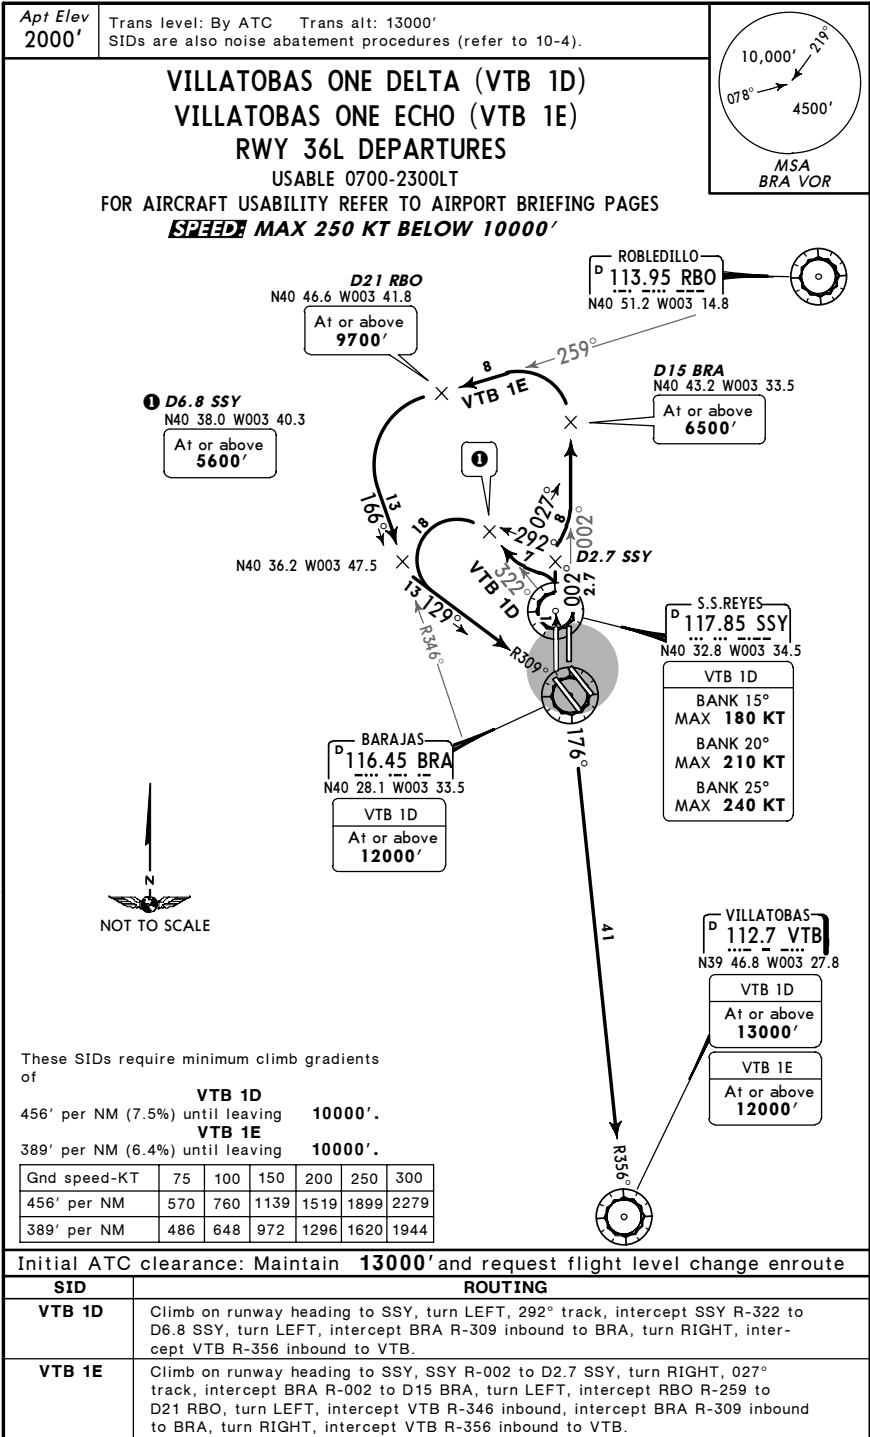 Apt Elev
2000'
Trans level: By ATC Trans alt: 13000'
SIDs are also noise abatement procedures (refer to 10-4).
10,000'
219°
078°
4500'
MSA
BRA VOR
VILLATOBAS ONE DELTA (VTB 1D)
VILLATOBAS ONE ECHO (VTB 1E)
RWY 36L DEPARTURES
USABLE 0700-2300LT
FOR AIRCRAFT USABILITY REFER TO AIRPORT BRIEFING PAGES
SPEED: MAX 250 KT BELOW 10000'
ROBLEDILLO
D 113.95 RBO
N40 51.2 W003 14.8
D21 RBO
N40 46.6 W003 41.8
At or above
9700'
259°
8
VTB 1E
D15 BRA
N40 43.2 W003 33.5
At or above
6500'
❶ D6.8 SSY
N40 38.0 W003 40.3
At or above
5600'
❶
166°
13
18
292°
027°
8
002°
7
322°
VTB 1D
D2.7 SSY
002°
2.7
N40 36.2 W003 47.5
13
129°
R346°
R309°
S.S.REYES
D 117.85 SSY
N40 32.8 W003 34.5
VTB 1D
BANK 15°
MAX 180 KT
BANK 20°
MAX 210 KT
BANK 25°
MAX 240 KT
BARAJAS
D 116.45 BRA
N40 28.1 W003 33.5
VTB 1D
At or above
12000'
176°
41
N
NOT TO SCALE
VILLATOBAS
D 112.7 VTB
N39 46.8 W003 27.8
VTB 1D
At or above
13000'
VTB 1E
At or above
12000'
R356°
These SIDs require minimum climb gradients
of
VTB 1D
456' per NM (7.5%) until leaving 10000'.
VTB 1E
389' per NM (6.4%) until leaving 10000'.
Gnd speed-KT 75 100 150 200 250 300
456' per NM 570 760 1139 1519 1899 2279
389' per NM 486 648 972 1296 1620 1944
Initial ATC clearance: Maintain 13000' and request flight level change enroute
SID ROUTING
VTB 1D Climb on runway heading to SSY, turn LEFT, 292° track, intercept SSY R-322 to
D6.8 SSY, turn LEFT, intercept BRA R-309 inbound to BRA, turn RIGHT, inter-
cept VTB R-356 inbound to VTB.
VTB 1E Climb on runway heading to SSY, SSY R-002 to D2.7 SSY, turn RIGHT, 027°
track, intercept BRA R-002 to D15 BRA, turn LEFT, intercept RBO R-259 to
D21 RBO, turn LEFT, intercept VTB R-346 inbound, intercept BRA R-309 inbound
to BRA, turn RIGHT, intercept VTB R-356 inbound to VTB.